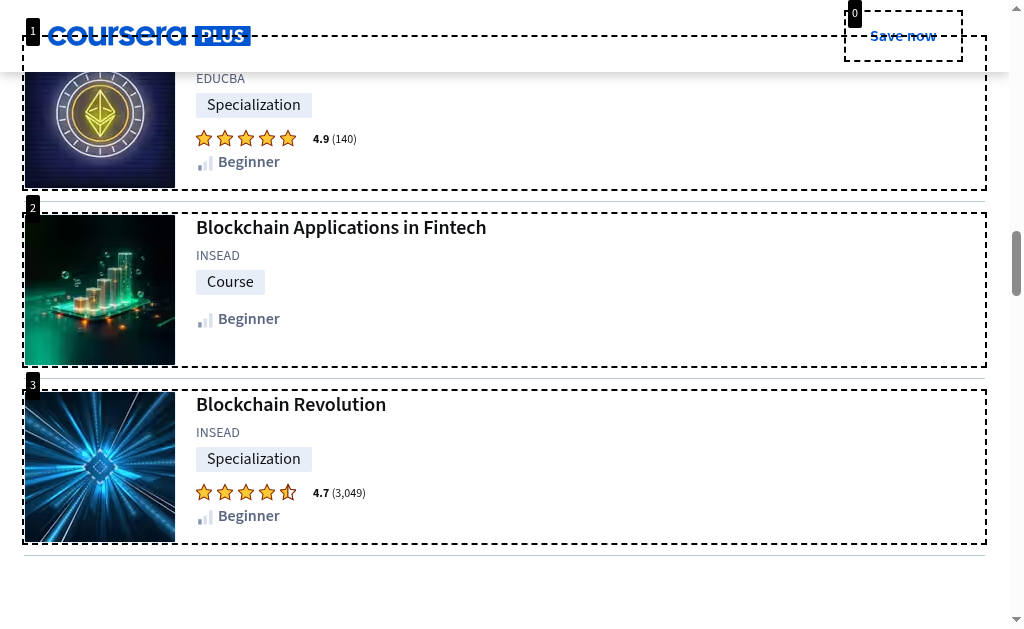 coursera PLUS
Save now
EDUCBA
Specialization
4.9 (140)
Beginner
Blockchain Applications in Fintech
INSEAD
Course
Beginner
Blockchain Revolution
INSEAD
Specialization
4.7 (3,049)
Beginner
0
1
2
3